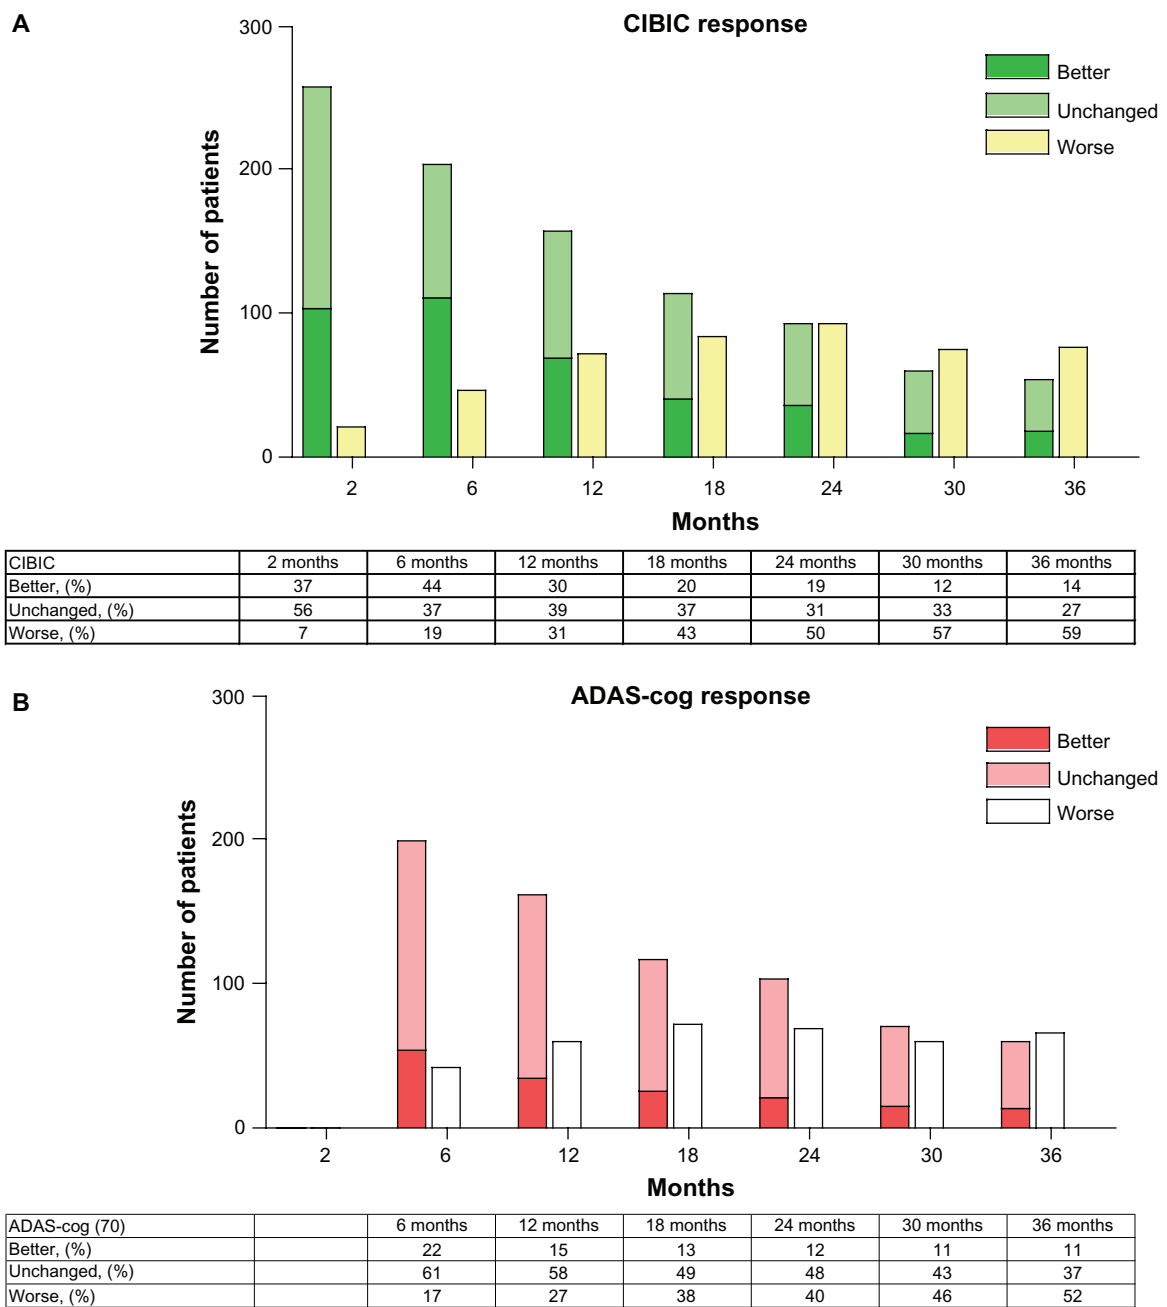 A
CIBIC response
300
200
100
0
Number of patients
Better
Unchanged
Worse
2 6 12 18 24 30 36
Months
CIBIC 2 months 6 months 12 months 18 months 24 months 30 months 36 months
Better, (%) 37 44 30 20 19 12 14
Unchanged, (%) 56 37 39 37 31 33 27
Worse, (%) 7 19 31 43 50 57 59
B
ADAS-cog response
300
200
100
0
Number of patients
Better
Unchanged
Worse
2 6 12 18 24 30 36
Months
ADAS-cog (70) 6 months 12 months 18 months 24 months 30 months 36 months
Better, (%) 22 15 13 12 11 11
Unchanged, (%) 61 58 49 48 43 37
Worse, (%) 17 27 38 40 46 52